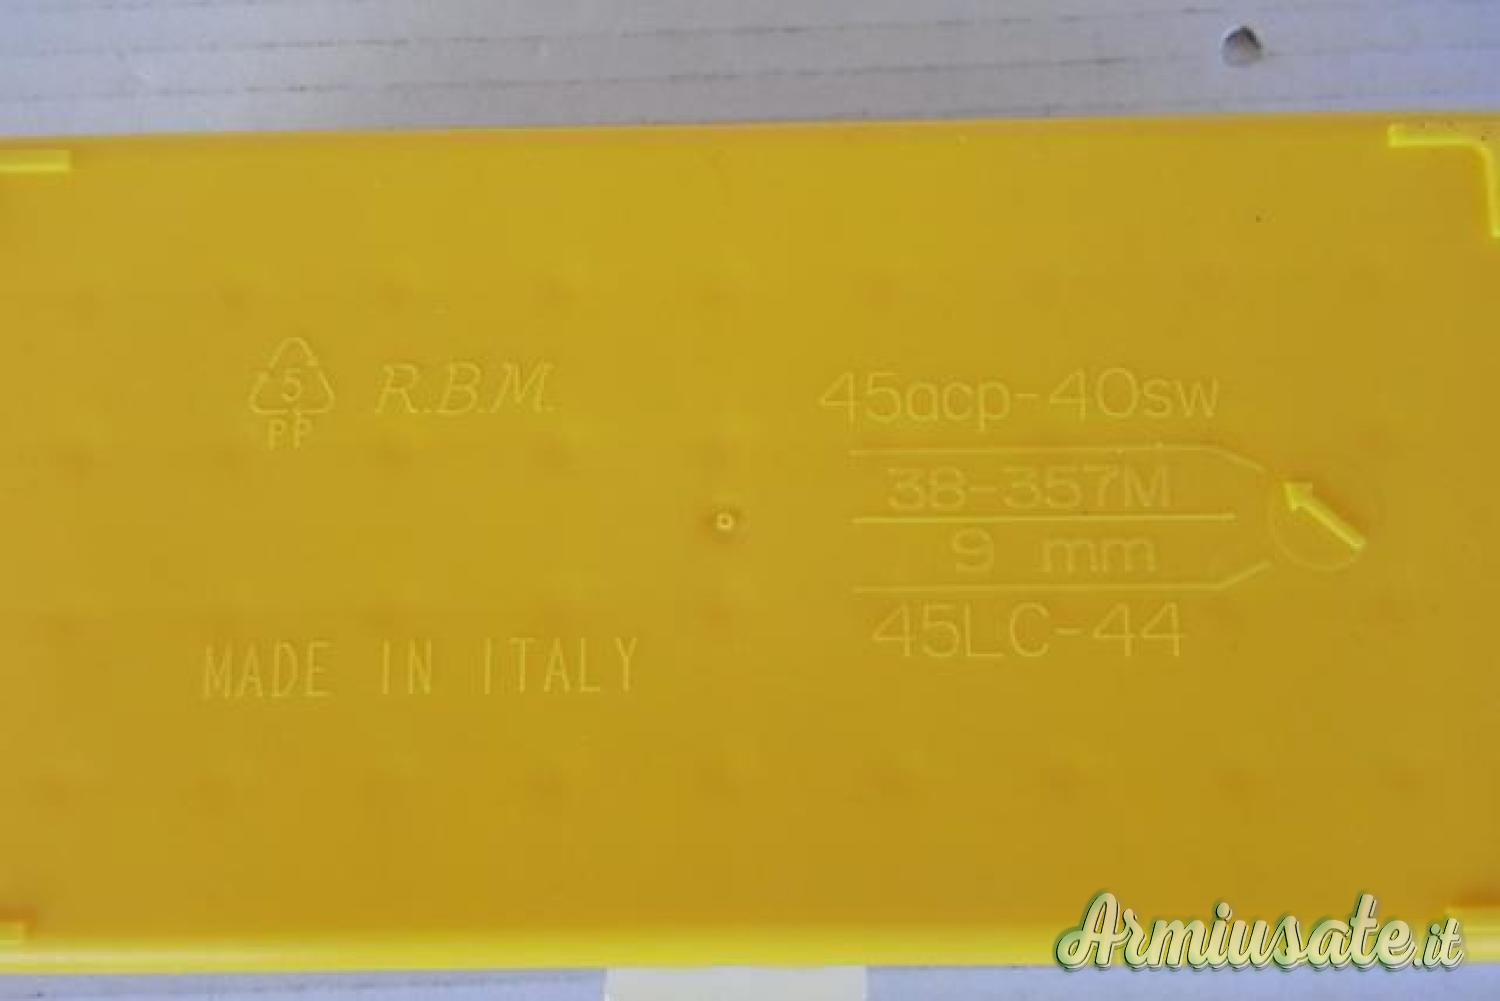 5
PP
R.B.M.
MADE IN ITALY
45acp-40sw
38-357M
9 mm
45LC-44
Armiusate.it